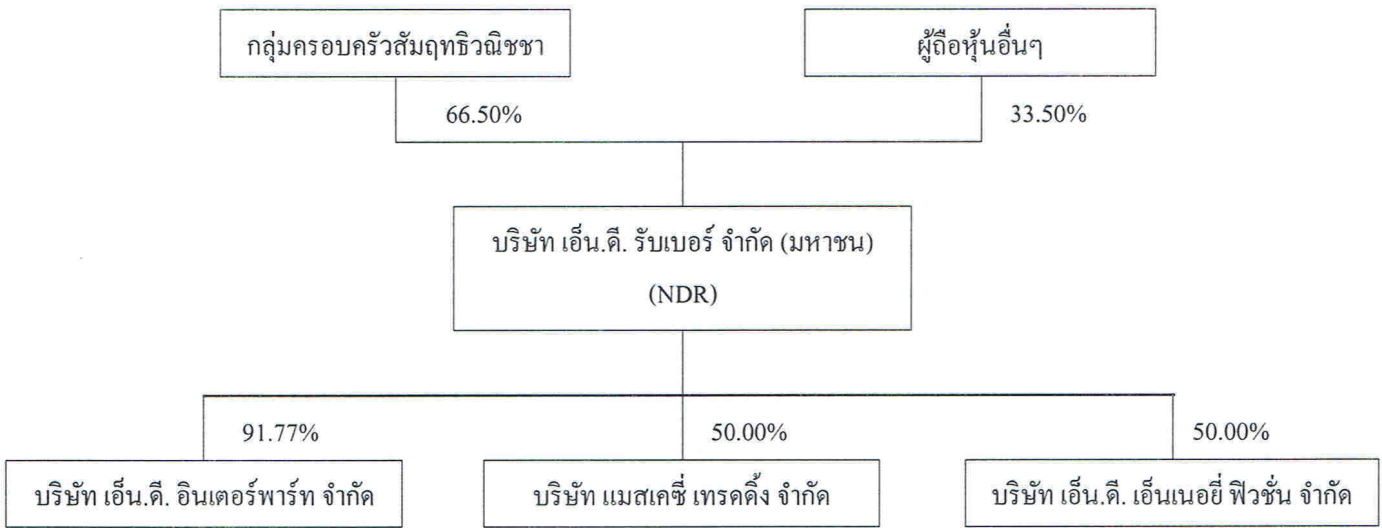 กลุ่มครอบครัวสัมฤทธิวณิชชา
ผู้ถือหุ้นอื่นๆ
66.50%
33.50%
บริษัท เอ็น.ดี. รับเบอร์ จำกัด (มหาชน)
(NDR)
91.77%
50.00%
50.00%
บริษัท เอ็น.ดี. อินเตอร์พาร์ท จำกัด
บริษัท แมสเคซี่ เทรดดิ้ง จำกัด
บริษัท เอ็น.ดี. เอ็นเนอยี่ ฟิวชั่น จำกัด